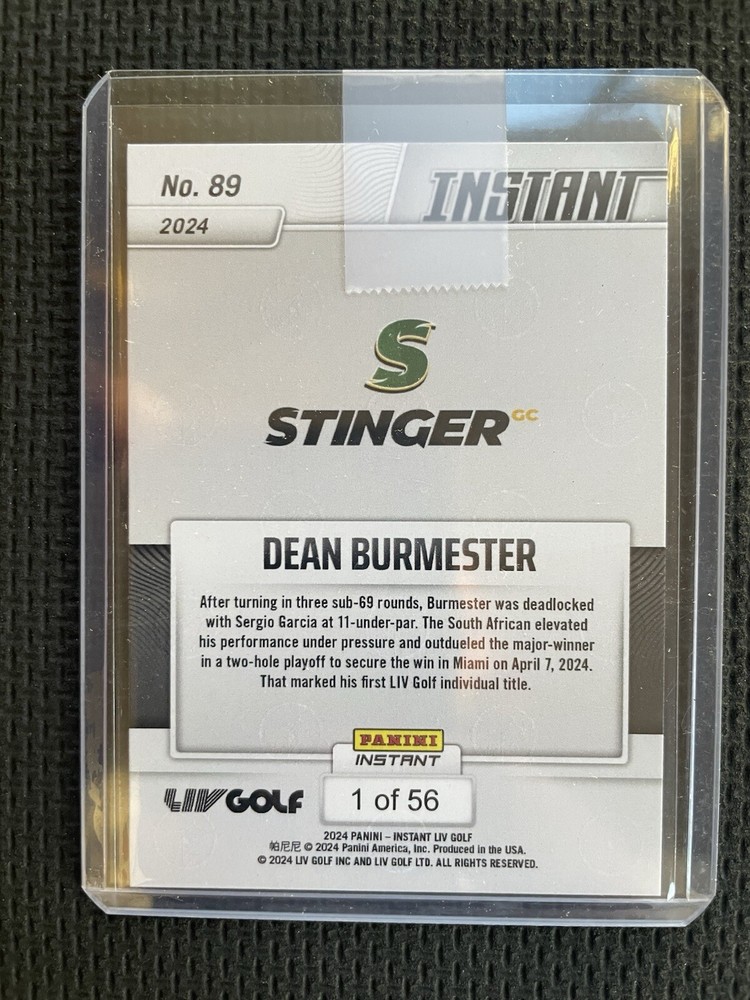 No. 89
INSTANT
2024
S
STINGER GC
DEAN BURMESTER
After turning in three sub-69 rounds, Burmester was deadlocked
with Sergio Garcia at 11-under-par. The South African elevated
his performance under pressure and outdueled the major-winner
in a two-hole playoff to secure the win in Miami on April 7, 2024.
That marked his first LIV Golf individual title.
PANINI
INSTANT
LIV GOLF
1 of 56
2024 PANINI – INSTANT LIV GOLF
帕尼尼 © 2024 Panini America, Inc. Produced in the USA.
© 2024 LIV GOLF INC AND LIV GOLF LTD. ALL RIGHTS RESERVED.